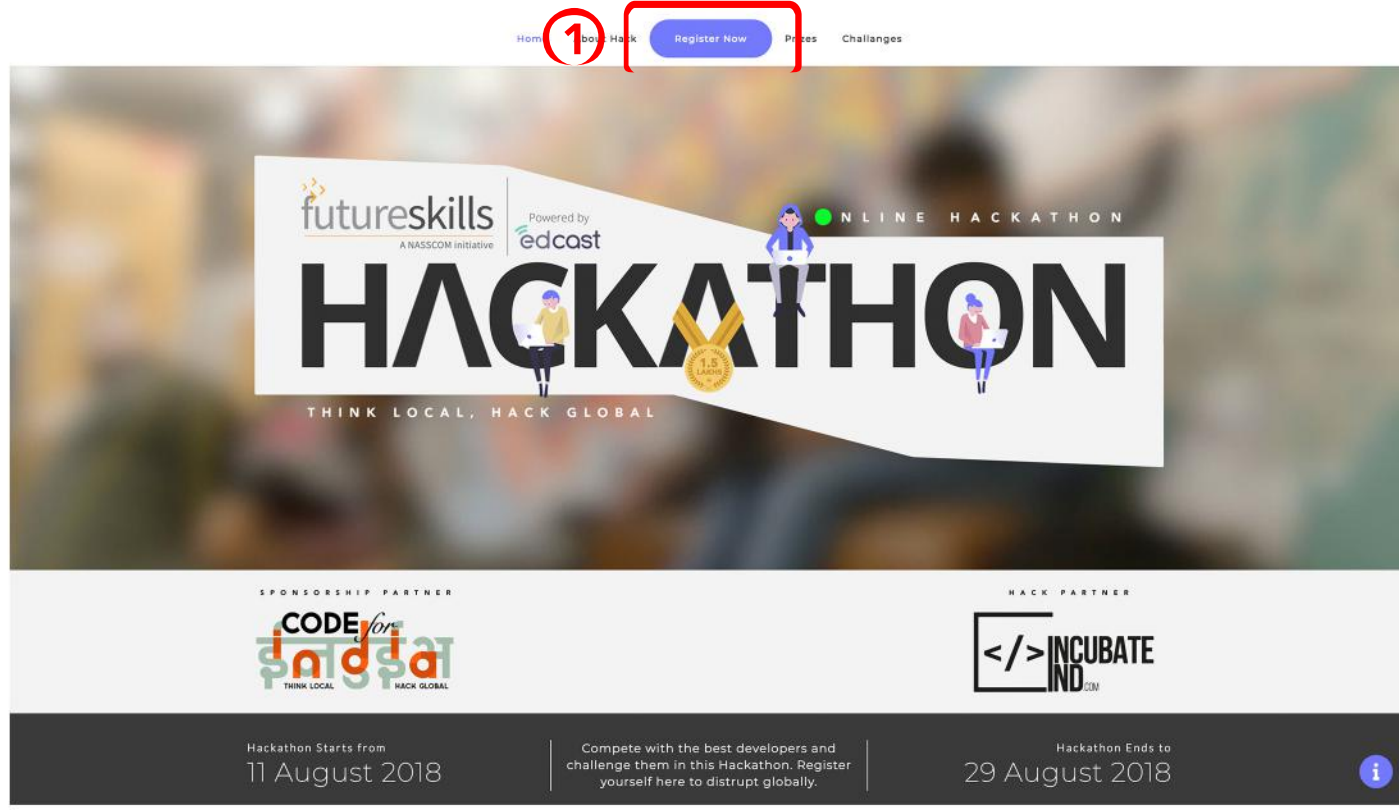 Home
1
About Hack
Register Now
Prizes
Challanges
futureskills
A NASSCOM initiative
Powered by
edcast
ONLINE HACKATHON
HACKATHON
1.5
LAKHS
THINK LOCAL, HACK GLOBAL
SPONSORSHIP PARTNER
HACK PARTNER
CODE for
india
THINK LOCAL
HACK GLOBAL
</>INCUBATE
IND.COM
Hackathon Starts from
11 August 2018
Compete with the best developers and
challenge them in this Hackathon. Register
yourself here to distrupt globally.
Hackathon Ends to
29 August 2018
i